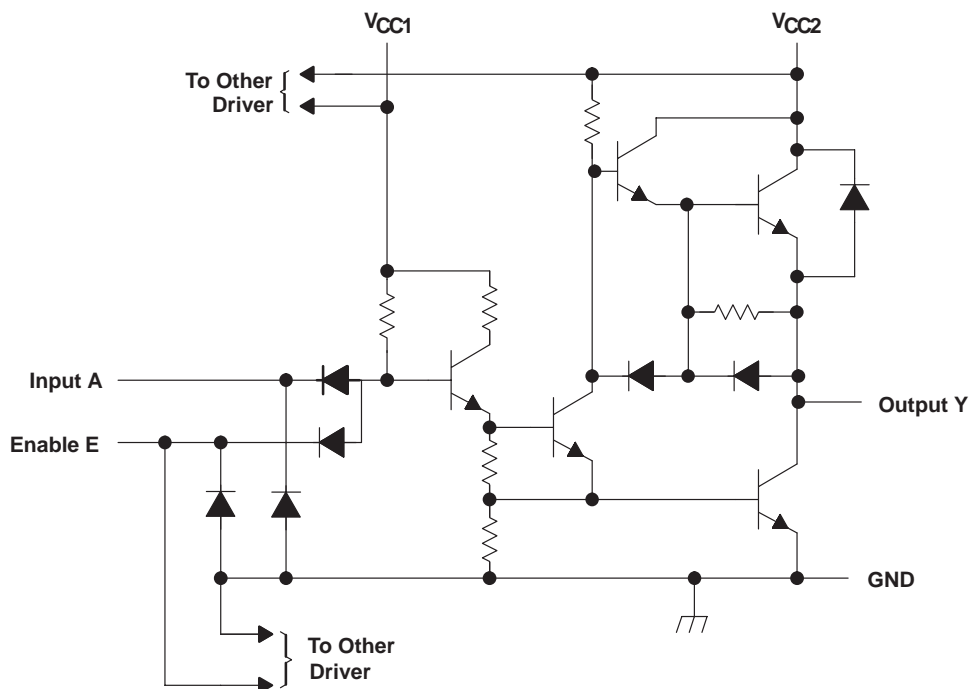 VCC1
VCC2
To Other
Driver
Input A
Output Y
Enable E
GND
To Other
Driver